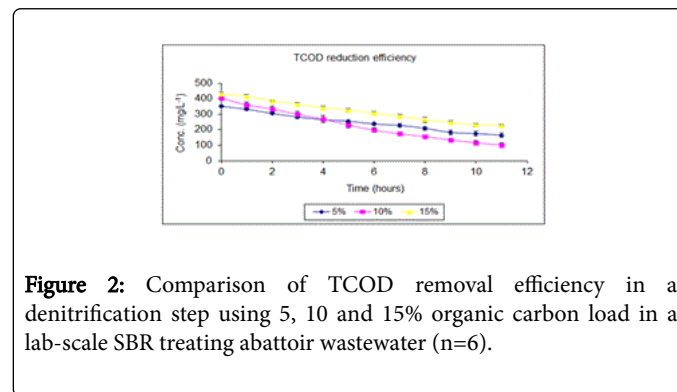 TCOD reduction efficiency
500
400
300
200
100
0
Conc. (mg/L-1)
0 2 4 6 8 10 12
Time (hours)
5% 10% 15%
Figure 2: Comparison of TCOD removal efficiency in a
denitrification step using 5, 10 and 15% organic carbon load in a
lab-scale SBR treating abattoir wastewater (n=6).